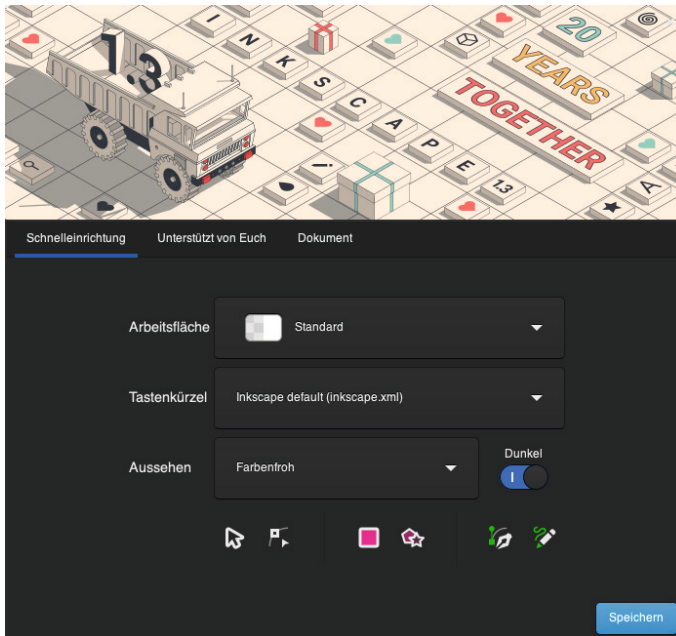 1.3
INKSCAPE 1.3
20
YEARS
TOGETHER
A
Schnelleinrichtung Unterstützt von Euch Dokument
Arbeitsfläche Standard
Tastenkürzel Inkscape default (inkscape.xml)
Dunkel
Aussehen Farbenfroh
Speichern